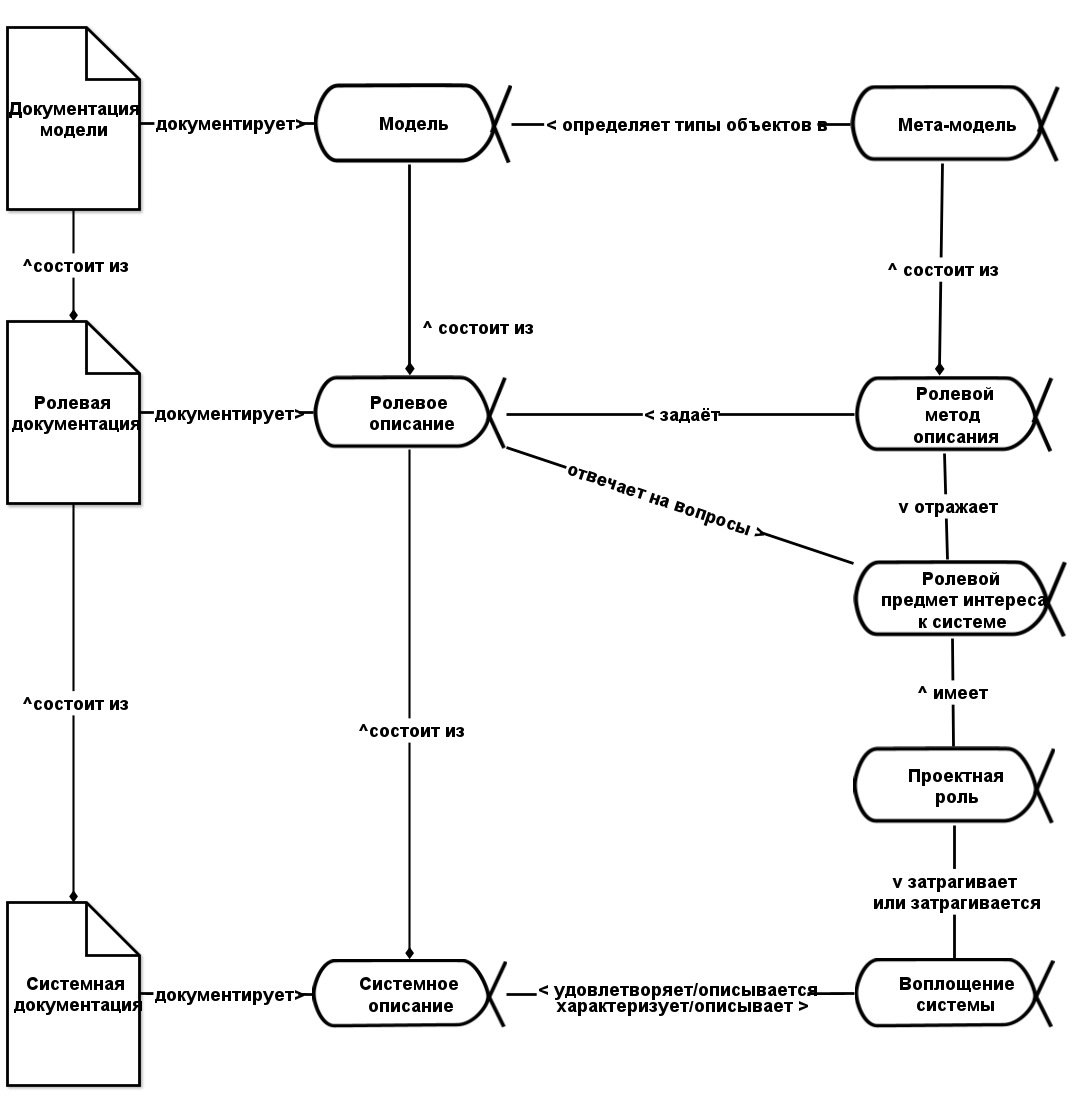 Документация
модели
документирует>
Модель
< определяет типы объектов в
Мета-модель
^состоит из
^ состоит из
^ состоит из
Ролевая
документация
документирует>
Ролевое
описание
< задаёт
Ролевой
метод
описания
отвечает на вопросы >
v отражает
Ролевой
предмет интереса
к системе
^состоит из
^состоит из
^ имеет
Проектная
роль
v затрагивает
или затрагивается
Системная
документация
документирует>
Системное
описание
< удовлетворяет/описывается
характеризует/описывает >
Воплощение
системы